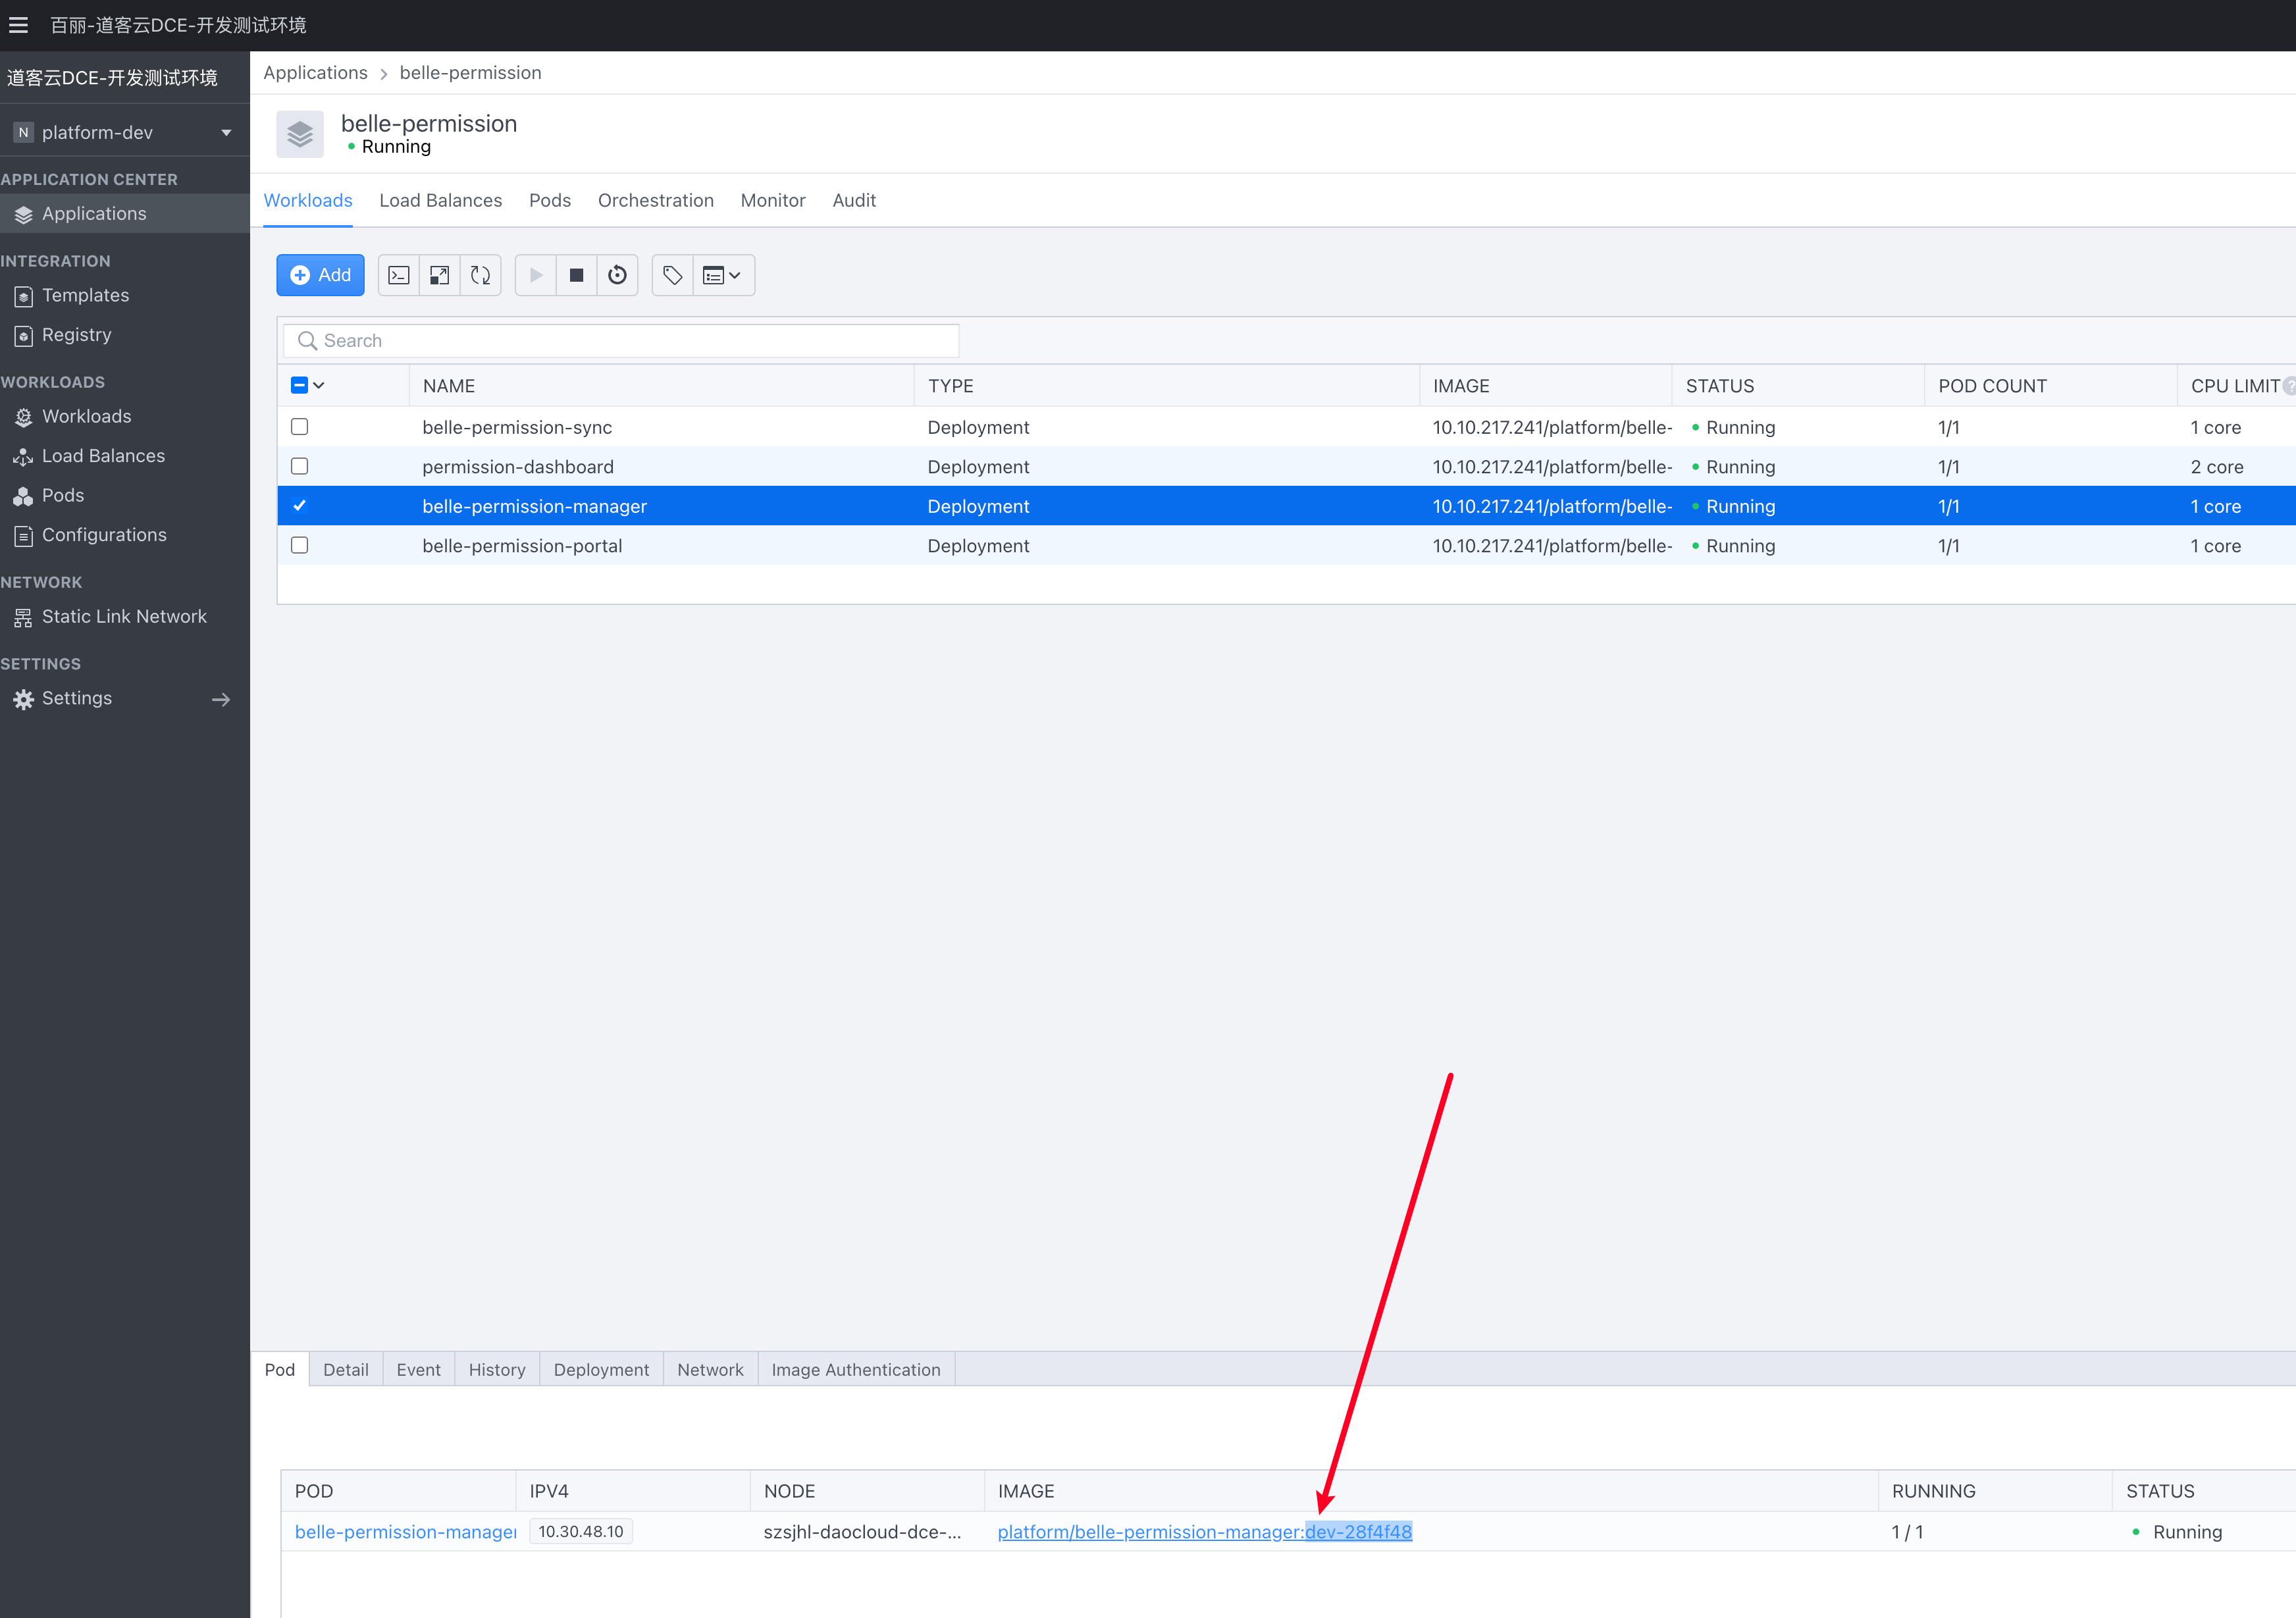 百丽-道客云DCE-开发测试环境
道客云DCE-开发测试环境
N platform-dev
APPLICATION CENTER
Applications
INTEGRATION
Templates
Registry
WORKLOADS
Workloads
Load Balances
Pods
Configurations
NETWORK
Static Link Network
SETTINGS
Settings
Applications > belle-permission
belle-permission
Running
Workloads Load Balances Pods Orchestration Monitor Audit
Add
Search
NAME TYPE IMAGE STATUS POD COUNT CPU LIMIT ?
belle-permission-sync Deployment 10.10.217.241/platform/belle- Running 1/1 1 core
permission-dashboard Deployment 10.10.217.241/platform/belle- Running 1/1 2 core
belle-permission-manager Deployment 10.10.217.241/platform/belle- Running 1/1 1 core
belle-permission-portal Deployment 10.10.217.241/platform/belle- Running 1/1 1 core
Pod Detail Event History Deployment Network Image Authentication
POD IPV4 NODE IMAGE RUNNING STATUS
belle-permission-manager 10.30.48.10 szsjhl-daocloud-dce-... platform/belle-permission-manager:dev-28f4f48 1 / 1 Running